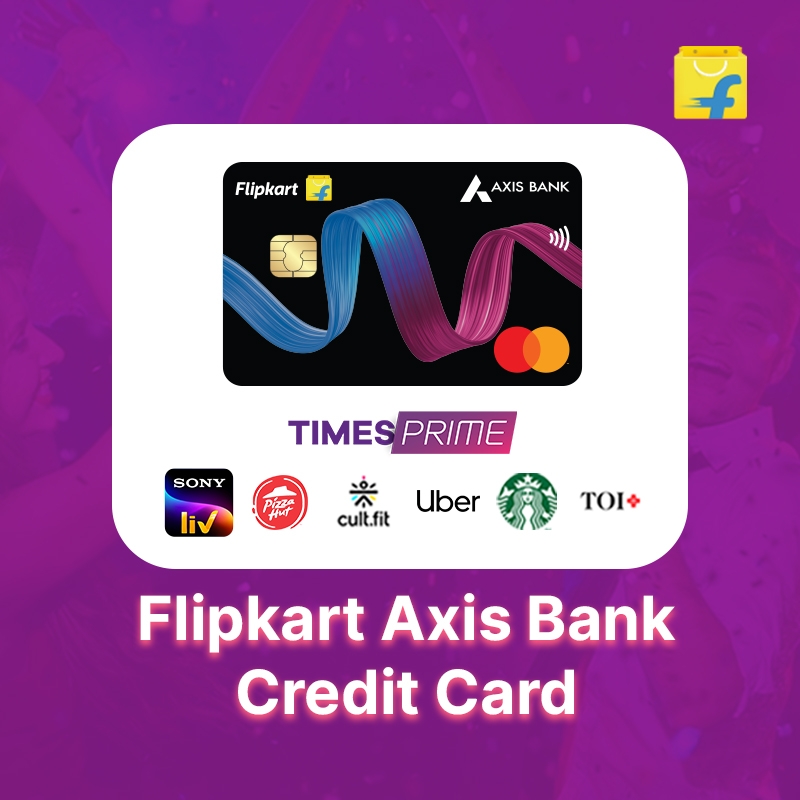 Flipkart
AXIS BANK
TIMES PRIME
SONY
liv
Pizza
Hut
cult.fit
Uber
TOI+
Flipkart Axis Bank
Credit Card